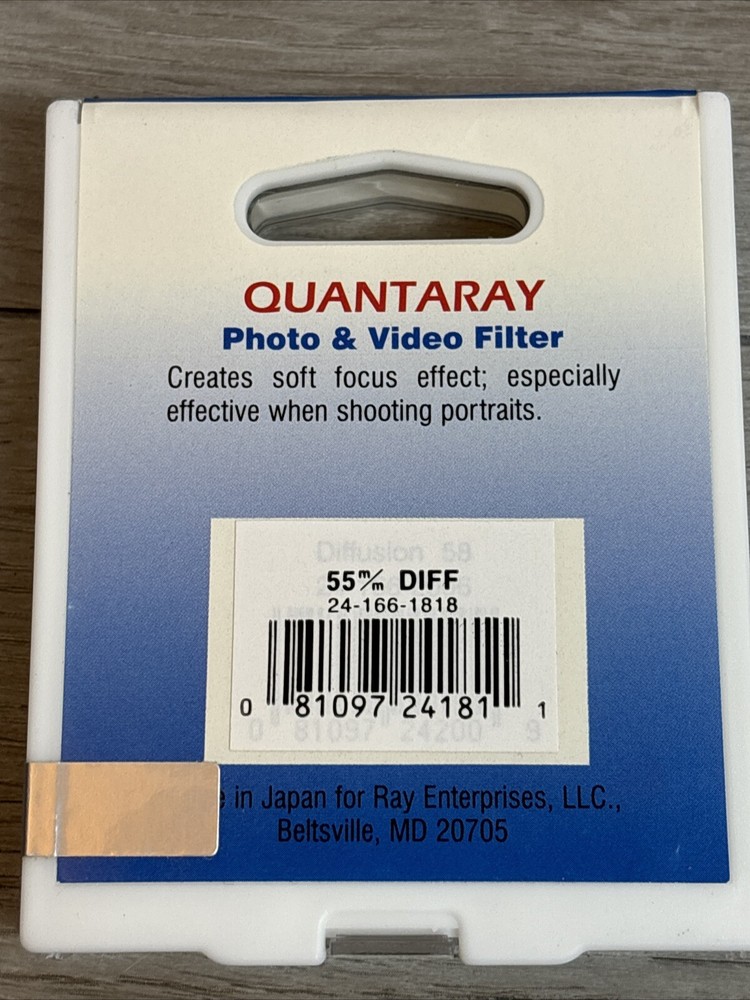 QUANTARAY
Photo & Video Filter
Creates soft focus effect; especially
effective when shooting portraits.
Diffusion 58
55㎜ DIFF
24-166-1818
0 81097 24181 1
0 81097 24200 9
in Japan for Ray Enterprises, LLC.,
Beltsville, MD 20705